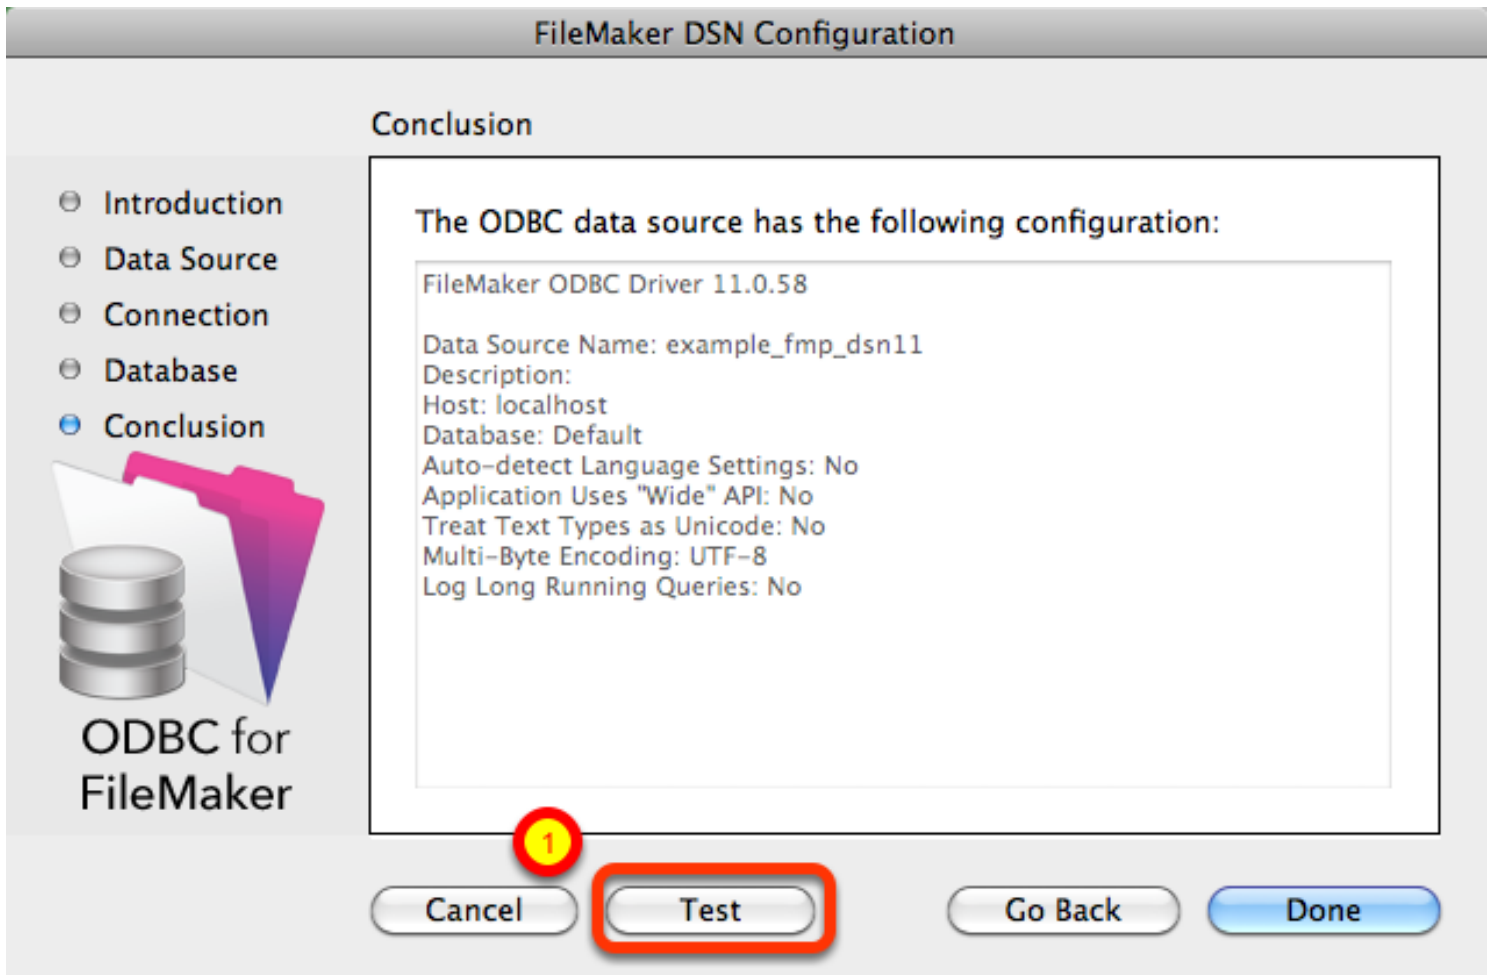 FileMaker DSN Configuration
Conclusion
Introduction
Data Source
Connection
Database
Conclusion
ODBC for
FileMaker
The ODBC data source has the following configuration:
FileMaker ODBC Driver 11.0.58
Data Source Name: example_fmp_dsn11
Description:
Host: localhost
Database: Default
Auto-detect Language Settings: No
Application Uses "Wide" API: No
Treat Text Types as Unicode: No
Multi-Byte Encoding: UTF-8
Log Long Running Queries: No
1
Cancel
Test
Go Back
Done